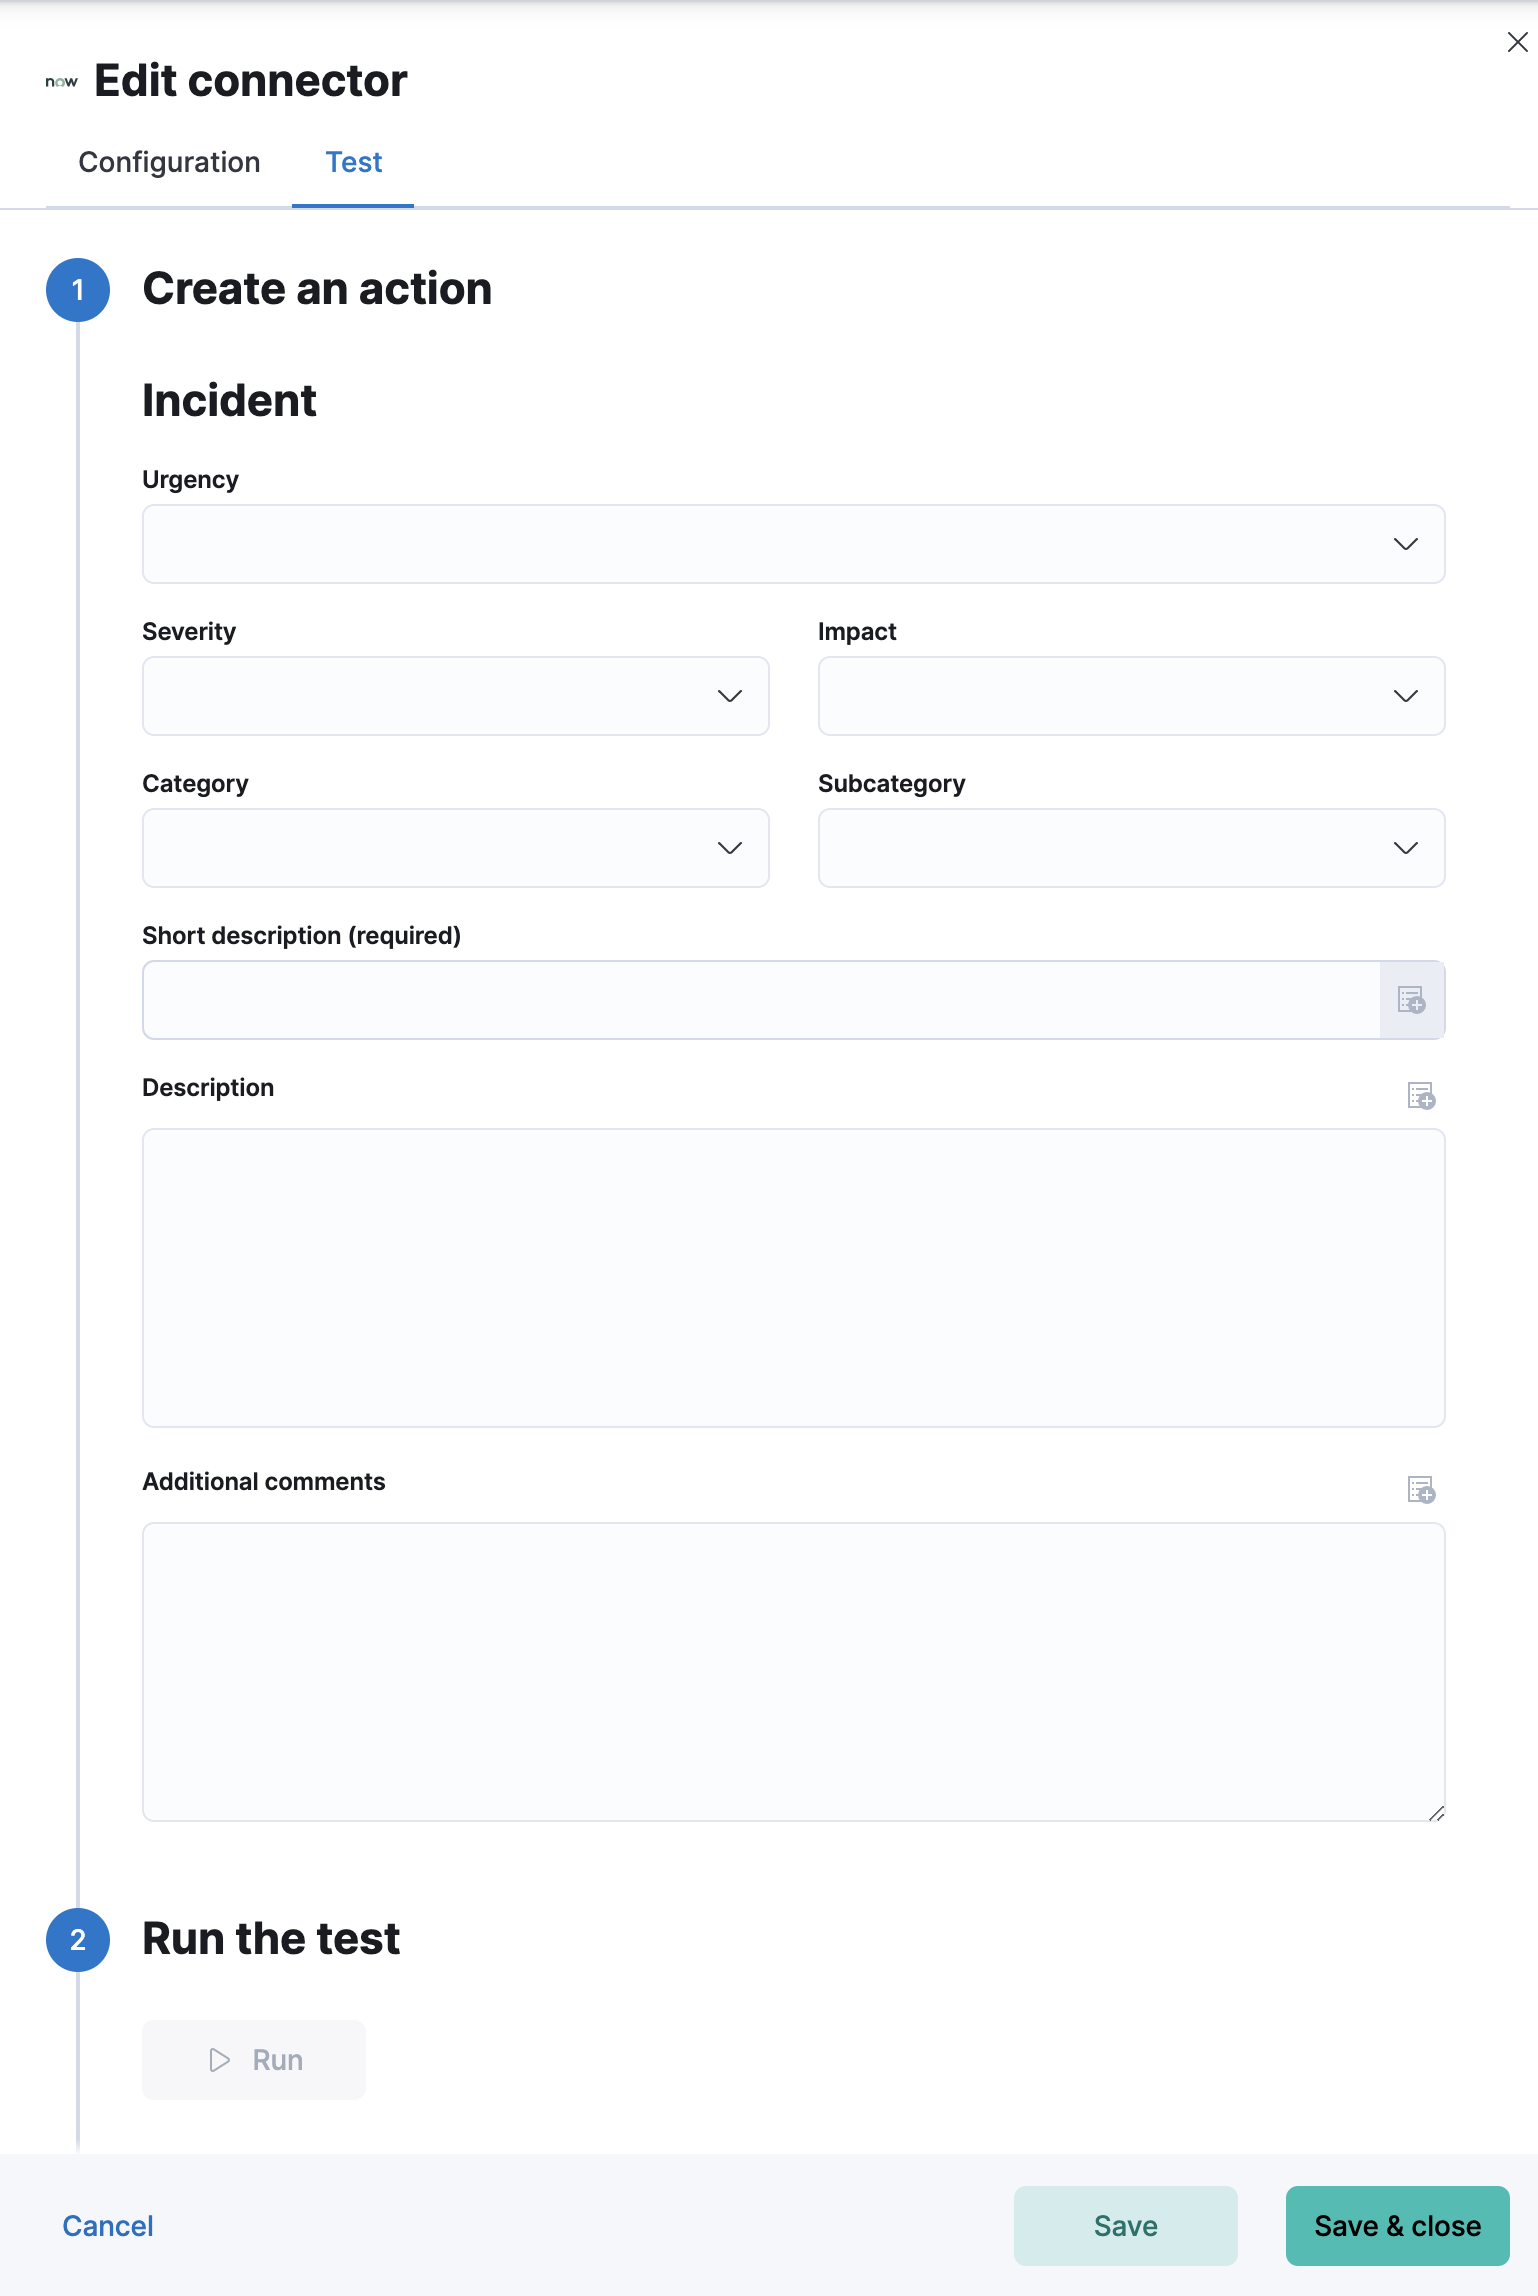 now Edit connector
Configuration Test
1 Create an action
Incident
Urgency
Severity Impact
Category Subcategory
Short description (required)
Description
Additional comments
2 Run the test
Run
Cancel Save Save & close